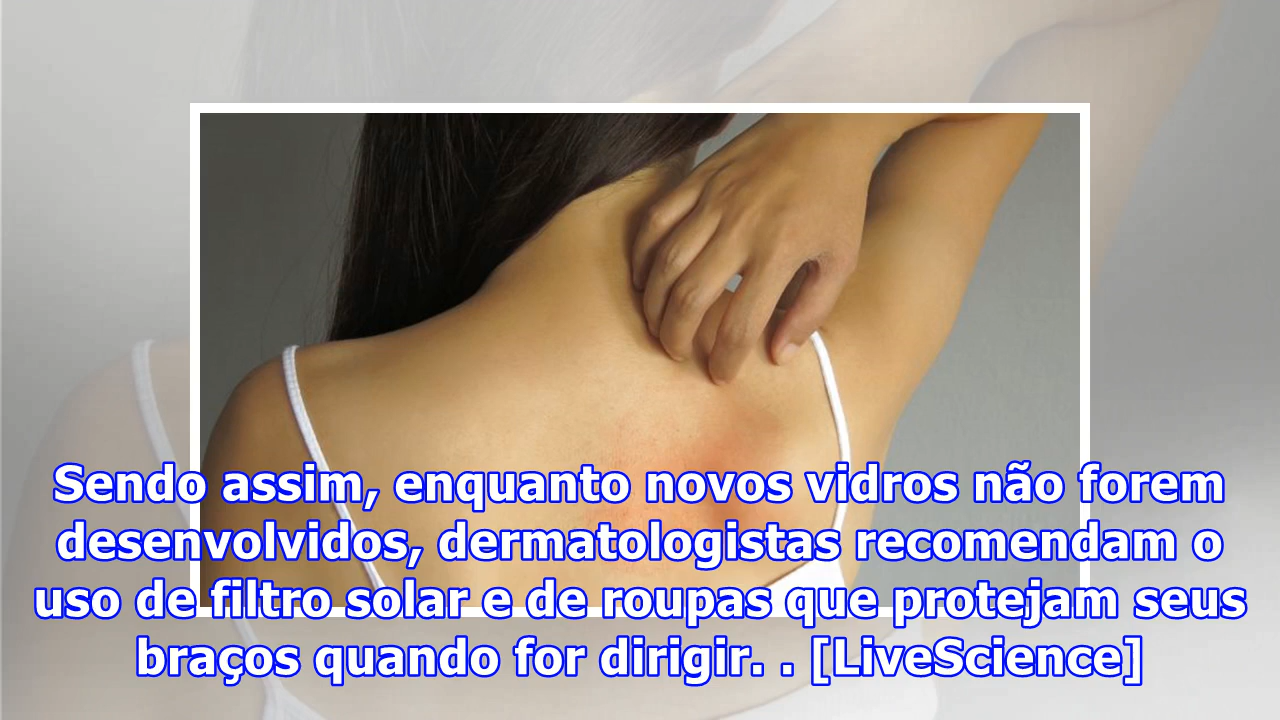 Sendo assim, enquanto novos vidros não forem
desenvolvidos, dermatologistas recomendam o
uso de filtro solar e de roupas que protejam seus
braços quando for dirigir. . [LiveScience]